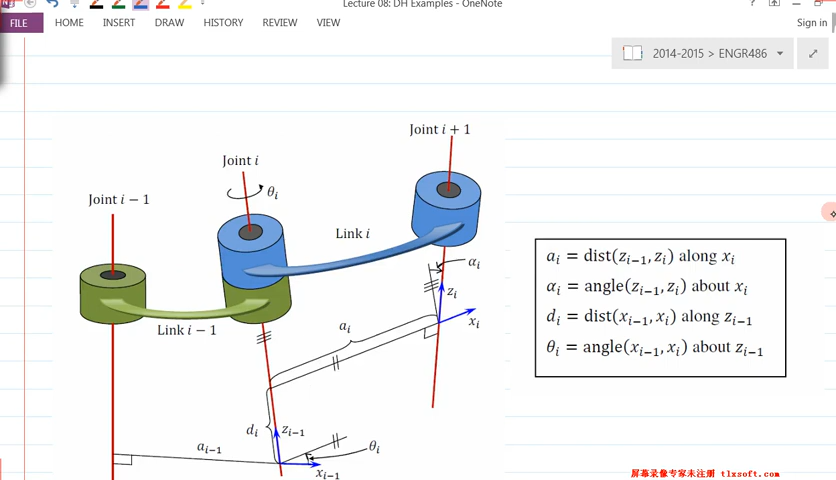 Lecture 08: DH Examples - OneNote
FILE HOME INSERT DRAW HISTORY REVIEW VIEW Sign in
2014-2015 > ENGR486
Joint i + 1
Joint i
θᵢ
Joint i − 1
Link i
αᵢ
zᵢ
xᵢ
Link i − 1
aᵢ
dᵢ
zᵢ₋₁
θᵢ
aᵢ₋₁
xᵢ₋₁
aᵢ = dist(zᵢ₋₁, zᵢ) along xᵢ
αᵢ = angle(zᵢ₋₁, zᵢ) about xᵢ
dᵢ = dist(xᵢ₋₁, xᵢ) along zᵢ₋₁
θᵢ = angle(xᵢ₋₁, xᵢ) about zᵢ₋₁
屏幕录像专家未注册 tlxsoft.com